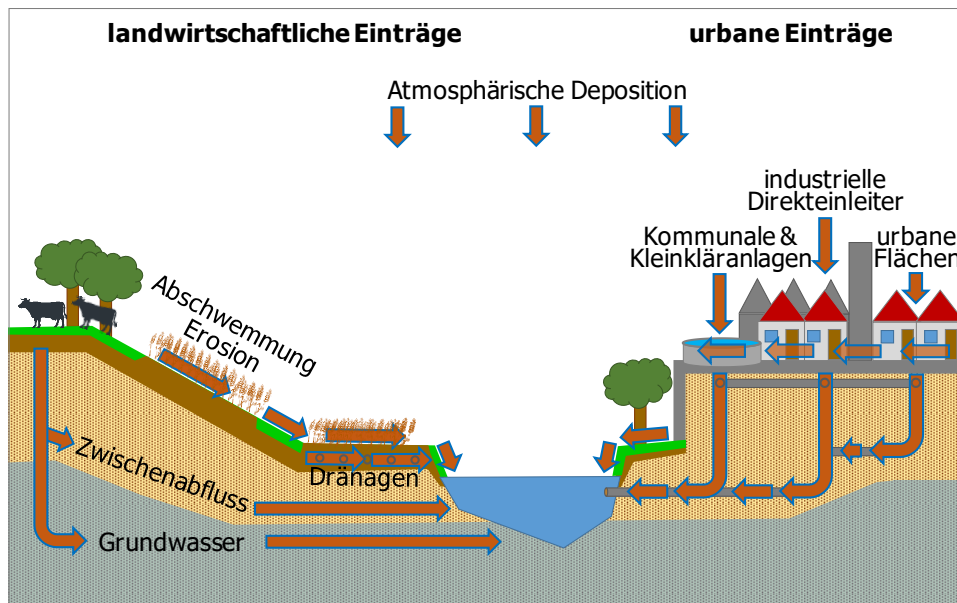 landwirtschaftliche Einträge
urbane Einträge
Atmosphärische Deposition
industrielle
Direkteinleiter
Kommunale &
Kleinkläranlagen
urbane
Flächen
Abschwemmung
Erosion
Dränagen
Zwischenabfluss
Grundwasser